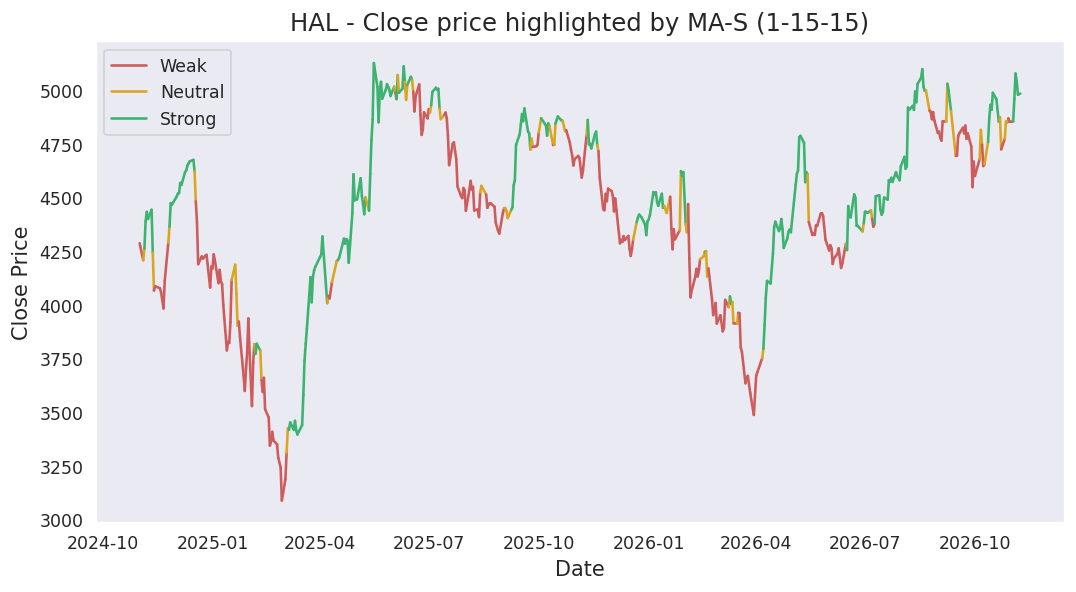 HAL - Close price highlighted by MA-S (1-15-15)
Weak
Neutral
Strong
Close Price
5000
4750
4500
4250
4000
3750
3500
3250
3000
2024-10 2025-01 2025-04 2025-07 2025-10 2026-01 2026-04 2026-07 2026-10
Date